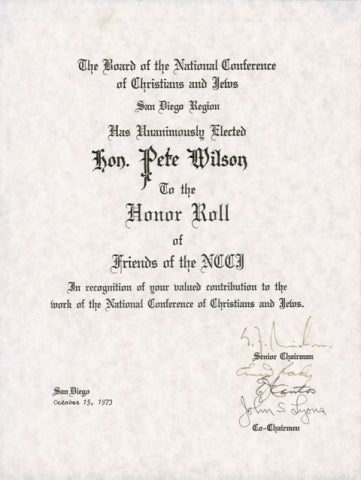 The Board of the National Conference
of Christians and Jews
San Diego Region
Has Unanimously Elected
Hon. Pete Wilson
To the
Honor Roll
of
Friends of the NCCJ
In recognition of your valued contribution to the
work of the National Conference of Christians and Jews.
Senior Chairman
John S. Lyons
Co-Chairmen
San Diego
October 15, 1973